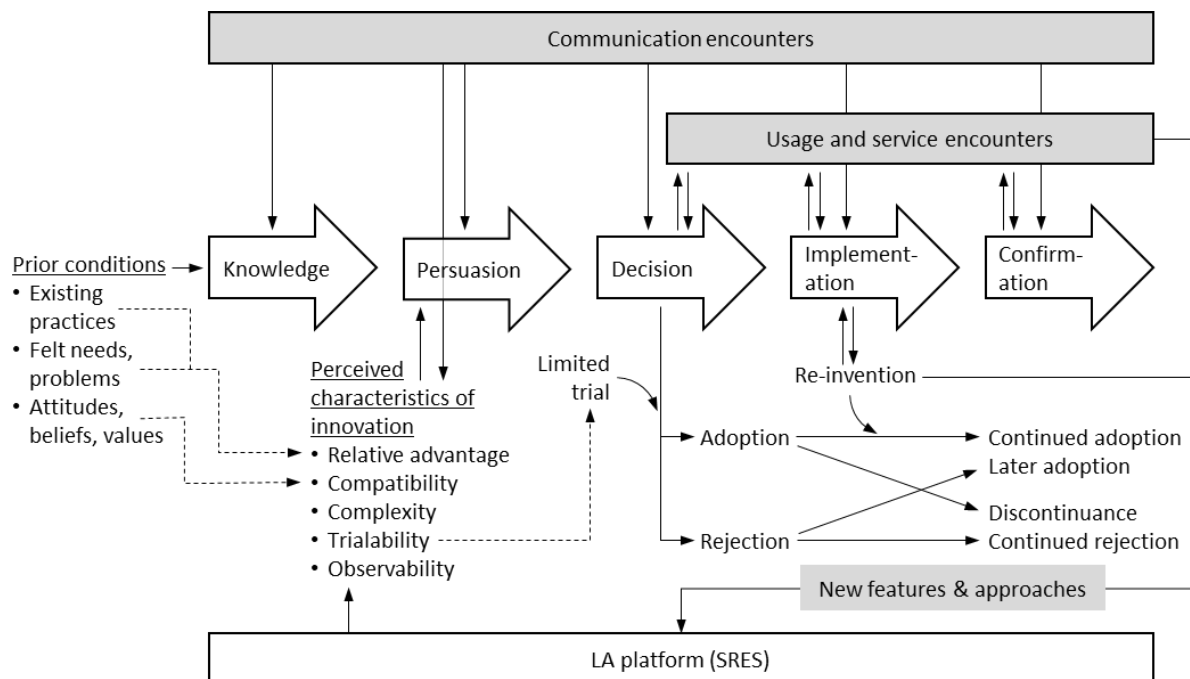 Communication encounters
Usage and service encounters
Knowledge
Persuasion
Decision
Implement-
ation
Confirm-
ation
Prior conditions
• Existing
practices
• Felt needs,
problems
• Attitudes,
beliefs, values
Perceived
characteristics of
innovation
• Relative advantage
• Compatibility
• Complexity
• Trialability
• Observability
Limited
trial
Re-invention
Adoption
Rejection
Continued adoption
Later adoption
Discontinuance
Continued rejection
New features & approaches
LA platform (SRES)